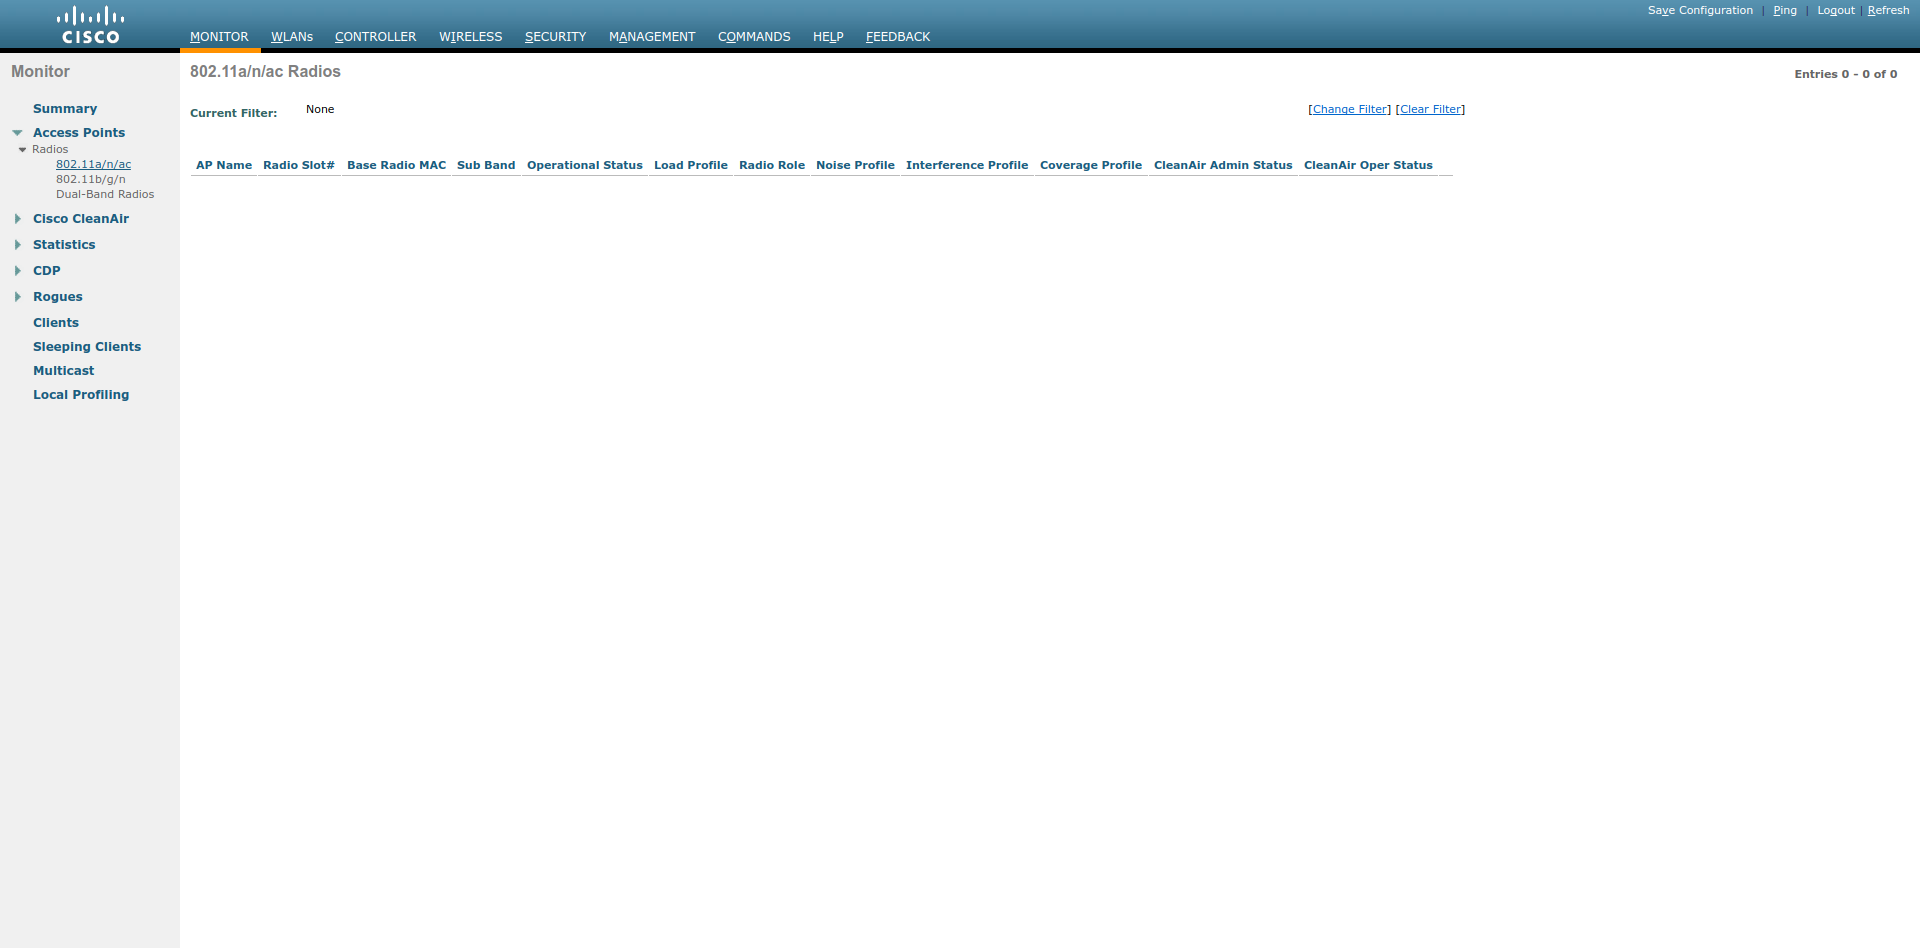 Save Configuration | Ping | Logout | Refresh
CISCO
MONITOR WLANs CONTROLLER WIRELESS SECURITY MANAGEMENT COMMANDS HELP FEEDBACK
Monitor
Summary
Access Points
Radios
802.11a/n/ac
802.11b/g/n
Dual-Band Radios
Cisco CleanAir
Statistics
CDP
Rogues
Clients
Sleeping Clients
Multicast
Local Profiling
802.11a/n/ac Radios
Entries 0 - 0 of 0
Current Filter: None [Change Filter] [Clear Filter]
AP Name Radio Slot# Base Radio MAC Sub Band Operational Status Load Profile Radio Role Noise Profile Interference Profile Coverage Profile CleanAir Admin Status CleanAir Oper Status